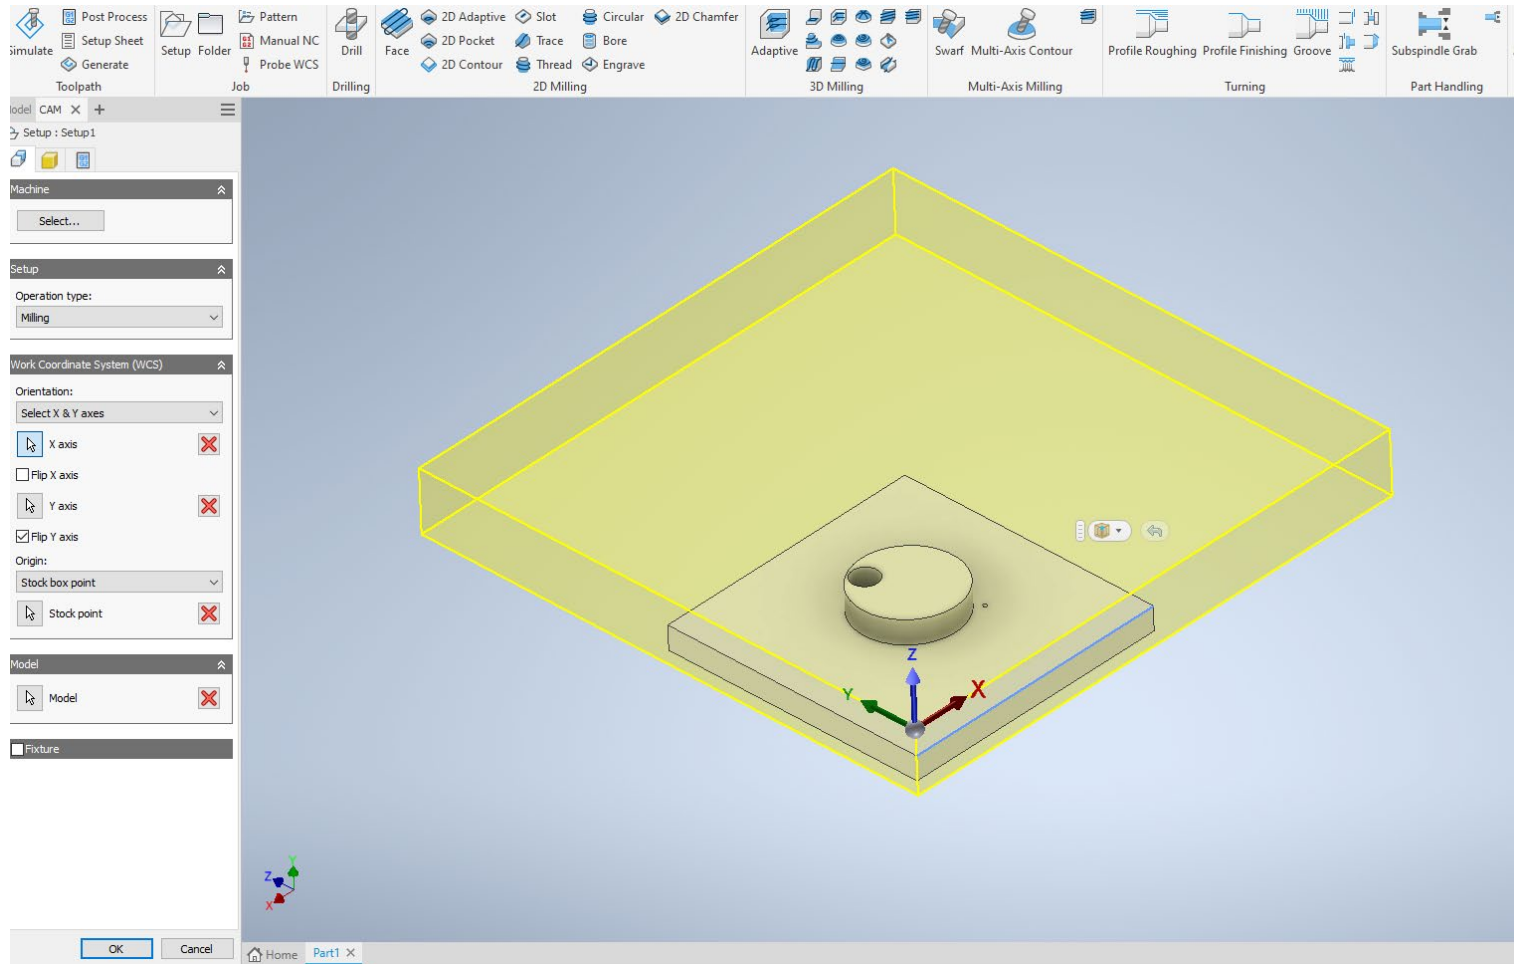 Post Process
Pattern
2D Adaptive Slot Circular 2D Chamfer
Setup Sheet
Manual NC
2D Pocket Trace Bore
Simulate Setup Folder Drill Face Adaptive Swarf Multi-Axis Contour Profile Roughing Profile Finishing Groove Subspindle Grab
Generate
Probe WCS
2D Contour Thread Engrave
Toolpath Job Drilling 2D Milling 3D Milling Multi-Axis Milling Turning Part Handling
Model CAM
Setup : Setup1
Machine
Select...
Setup
Operation type:
Milling
Work Coordinate System (WCS)
Orientation:
Select X & Y axes
X axis
Flip X axis
Y axis
Flip Y axis
Origin:
Stock box point
Stock point
Model
Model
Fixture
OK Cancel
Z
Y
X
Y
Z
X
Home Part1